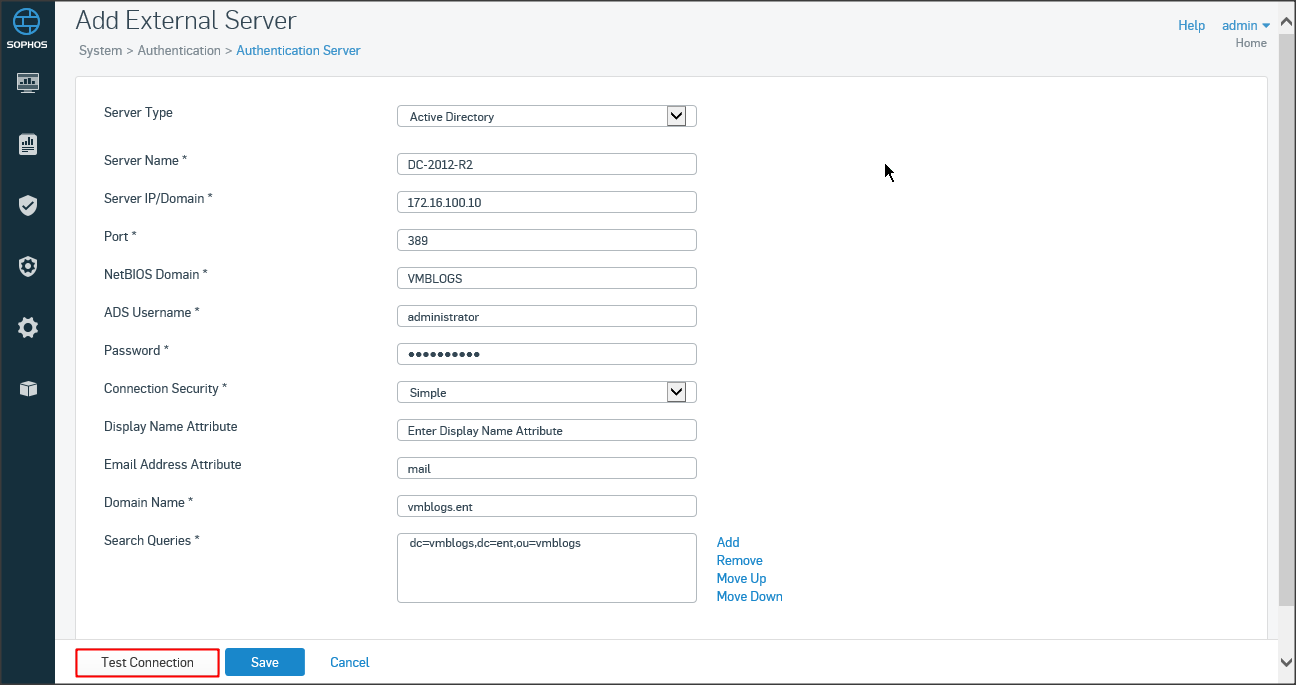 SOPHOS
Add External Server
Help admin
Home
System > Authentication > Authentication Server
Server Type Active Directory
Server Name * DC-2012-R2
Server IP/Domain * 172.16.100.10
Port * 389
NetBIOS Domain * VMBLOGS
ADS Username * administrator
Password * ●●●●●●●●●●
Connection Security * Simple
Display Name Attribute Enter Display Name Attribute
Email Address Attribute mail
Domain Name * vmblogs.ent
Search Queries * dc=vmblogs,dc=ent,ou=vmblogs
Add
Remove
Move Up
Move Down
Test Connection Save Cancel